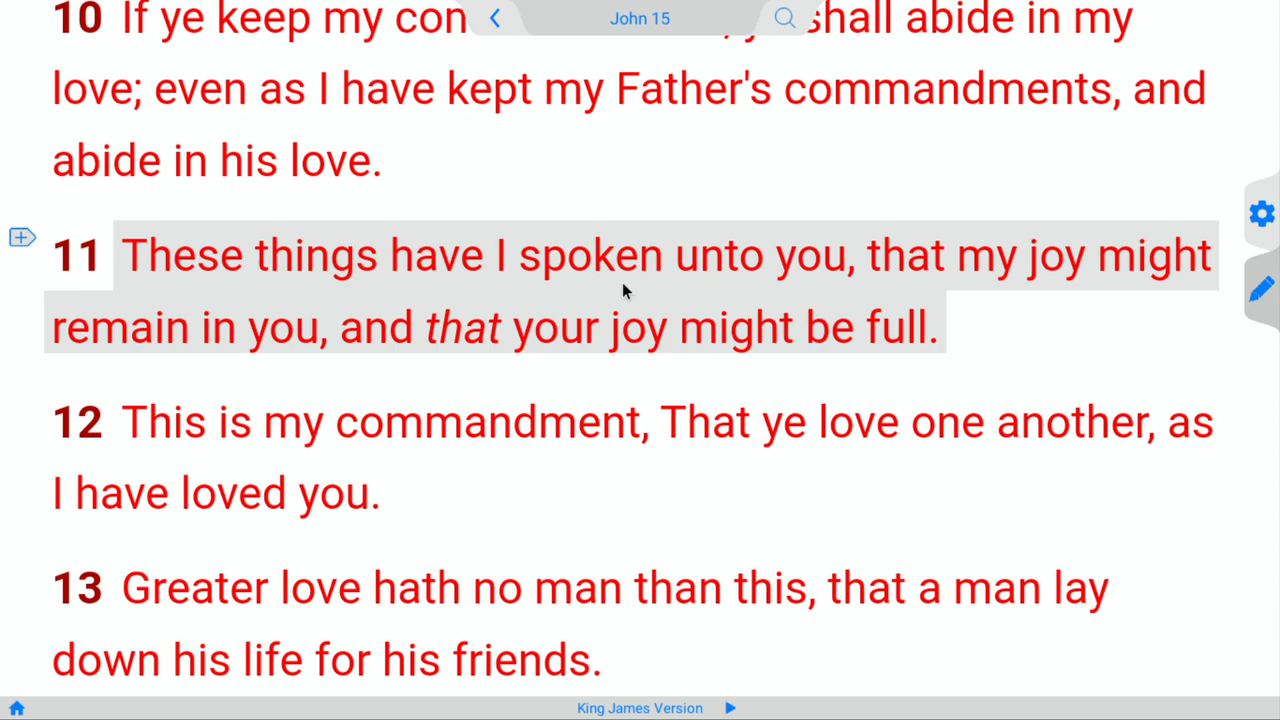 John 15
10 If ye keep my con shall abide in my
love; even as I have kept my Father's commandments, and
abide in his love.
11 These things have I spoken unto you, that my joy might
remain in you, and that your joy might be full.
12 This is my commandment, That ye love one another, as
I have loved you.
13 Greater love hath no man than this, that a man lay
down his life for his friends.
King James Version